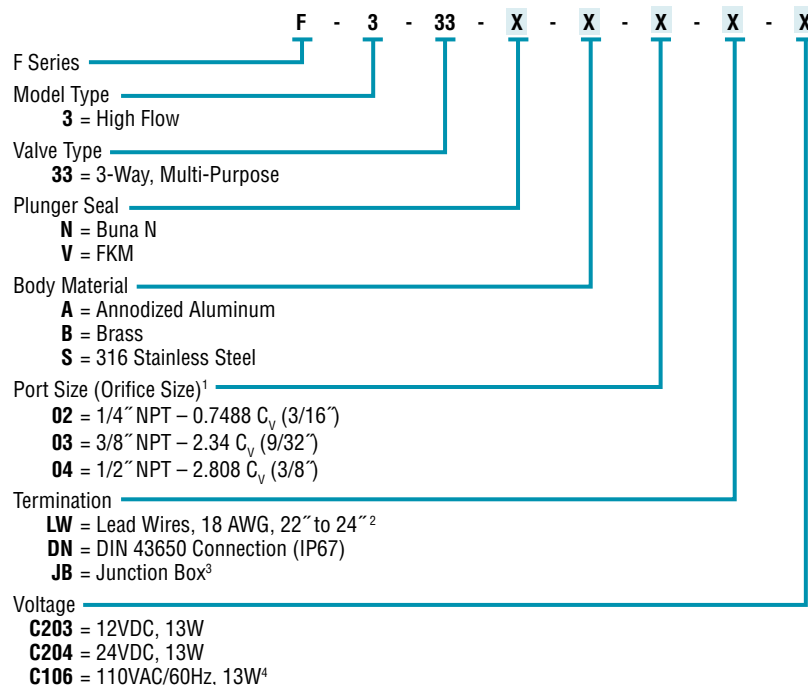 F - 3 - 33 - X - X - X - X - X
F Series
Model Type
3 = High Flow
Valve Type
33 = 3-Way, Multi-Purpose
Plunger Seal
N = Buna N
V = FKM
Body Material
A = Annodized Aluminum
B = Brass
S = 316 Stainless Steel
Port Size (Orifice Size)¹
02 = 1/4˝ NPT – 0.7488 Cᵥ (3/16˝)
03 = 3/8˝ NPT – 2.34 Cᵥ (9/32˝)
04 = 1/2˝ NPT – 2.808 Cᵥ (3/8˝)
Termination
LW = Lead Wires, 18 AWG, 22˝ to 24˝ ²
DN = DIN 43650 Connection (IP67)
JB = Junction Box³
Voltage
C203 = 12VDC, 13W
C204 = 24VDC, 13W
C106 = 110VAC/60Hz, 13W⁴